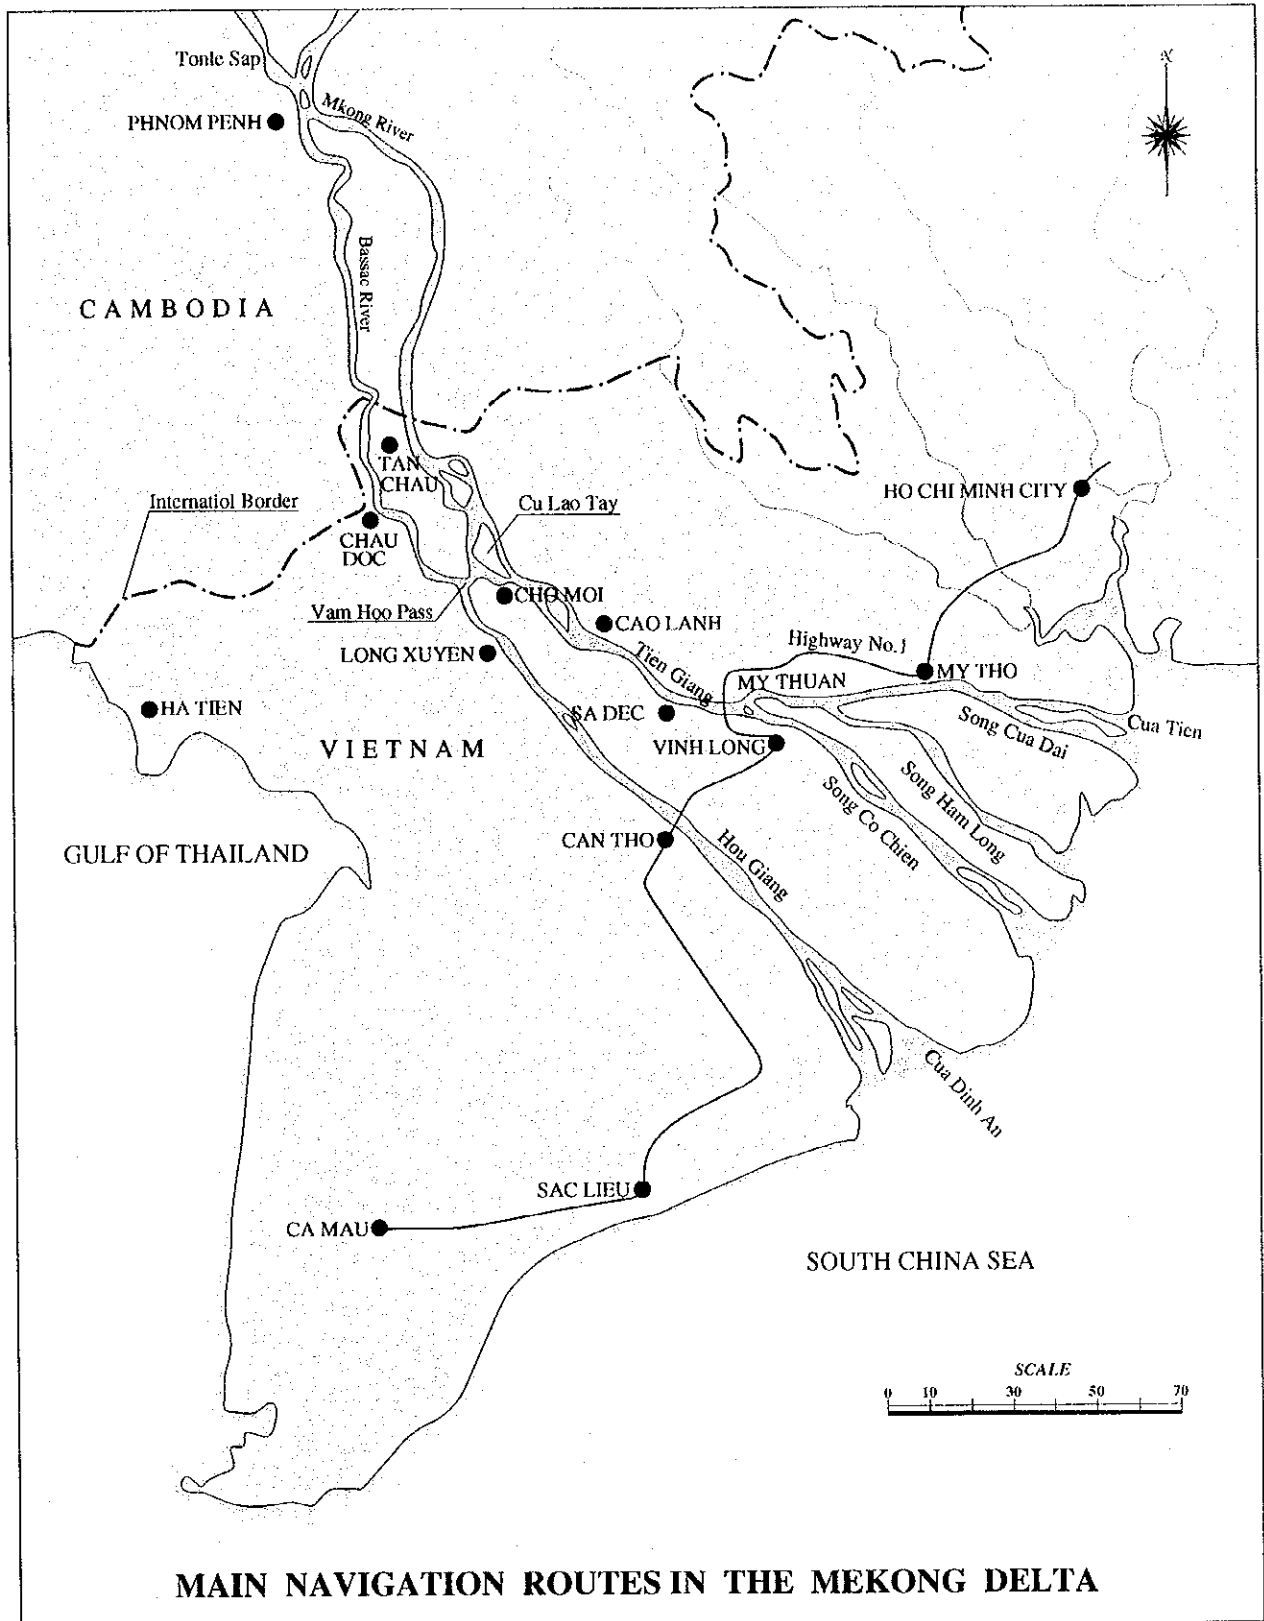 N
Tonle Sap
Mkong River
PHNOM PENH
Bassac River
CAMBODIA
TAN
CHAU
HO CHI MINH CITY
Internatiol Border
Cu Lao Tay
CHAU
DOC
CHO MOI
Vam Hoo Pass
CAO LANH
Highway No.1
LONG XUYEN
Tien Giang
MY THO
MY THUAN
HA TIEN
SA DEC
Song Cua Dai
Cua Tien
VIETNAM
VINH LONG
Song Ham Long
Song Co Chien
CAN THO
Hou Giang
GULF OF THAILAND
Cua Dinh An
SAC LIEU
CA MAU
SOUTH CHINA SEA
SCALE
0 10 30 50 70
MAIN NAVIGATION ROUTES IN THE MEKONG DELTA